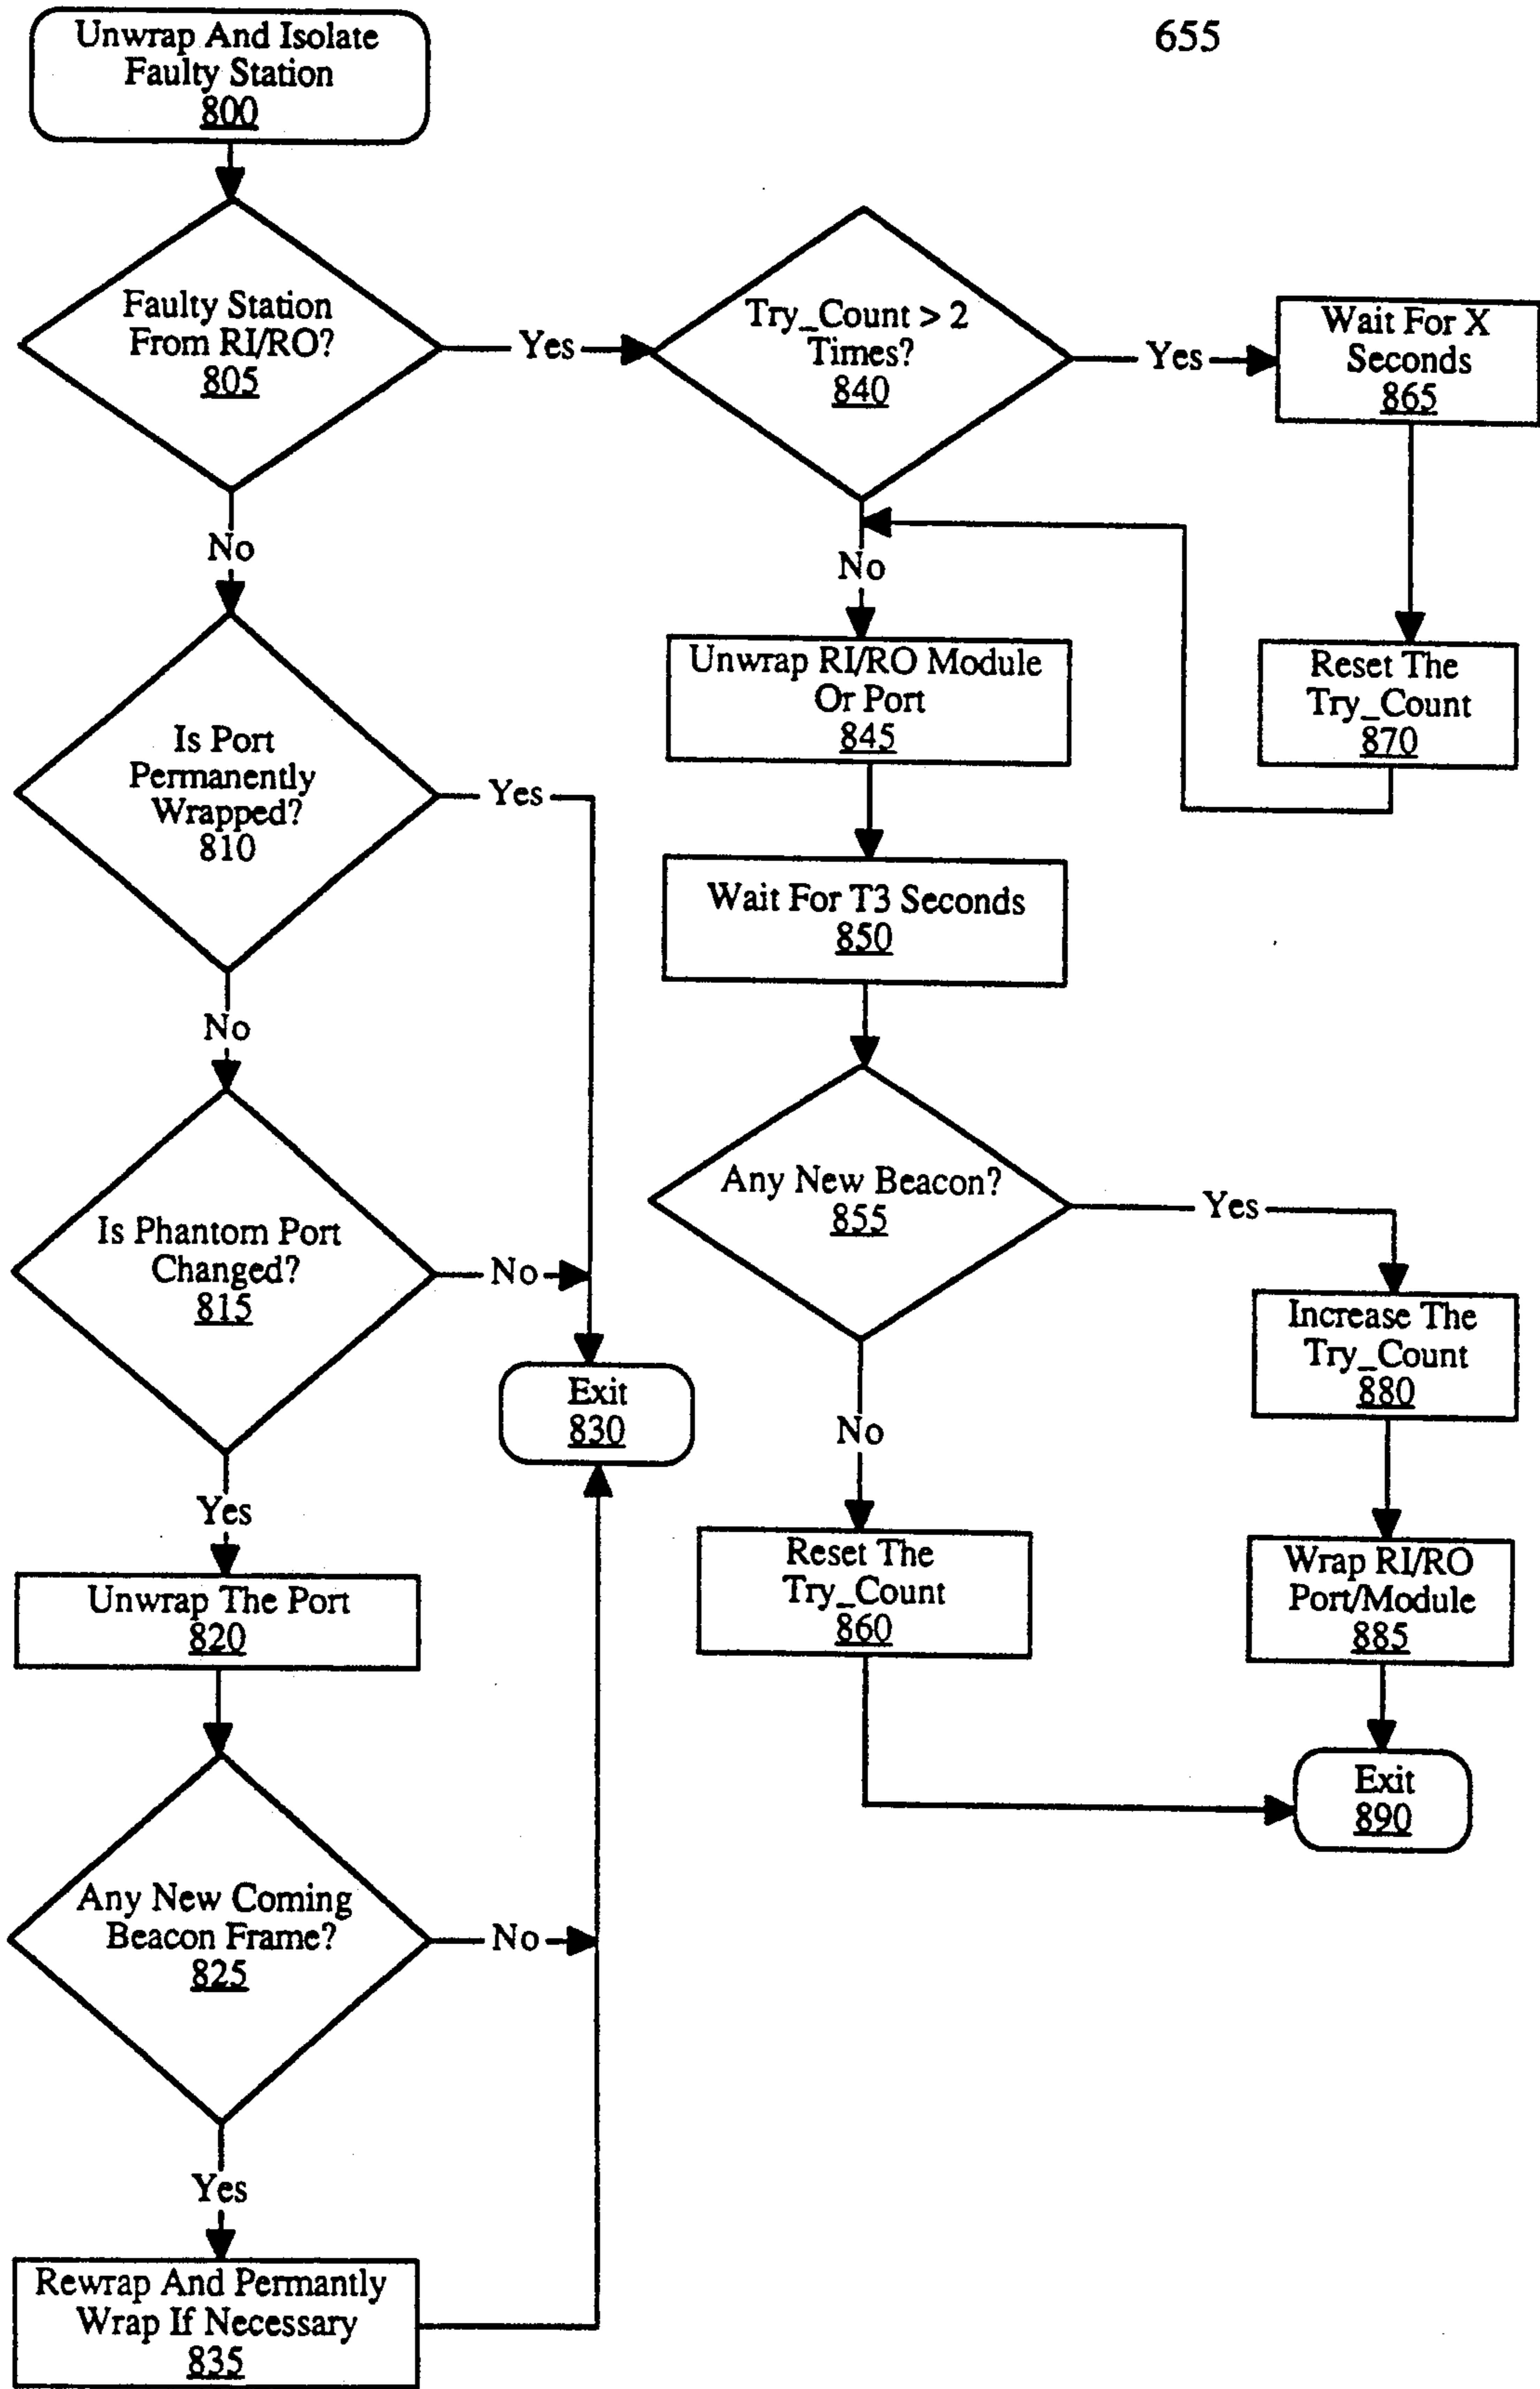 655
Unwrap And Isolate
Faulty Station
800
Faulty Station
From RI/RO?
805
Yes
No
Try_Count > 2
Times?
840
Yes
No
Wait For X
Seconds
865
Reset The
Try_Count
870
Is Port
Permanently
Wrapped?
810
Yes
No
Unwrap RI/RO Module
Or Port
845
Wait For T3 Seconds
850
Is Phantom Port
Changed?
815
No
Yes
Any New Beacon?
855
Yes
No
Increase The
Try_Count
880
Exit
830
Unwrap The Port
820
Reset The
Try_Count
860
Wrap RI/RO
Port/Module
885
Exit
890
Any New Coming
Beacon Frame?
825
No
Yes
Rewrap And Permantly
Wrap If Necessary
835